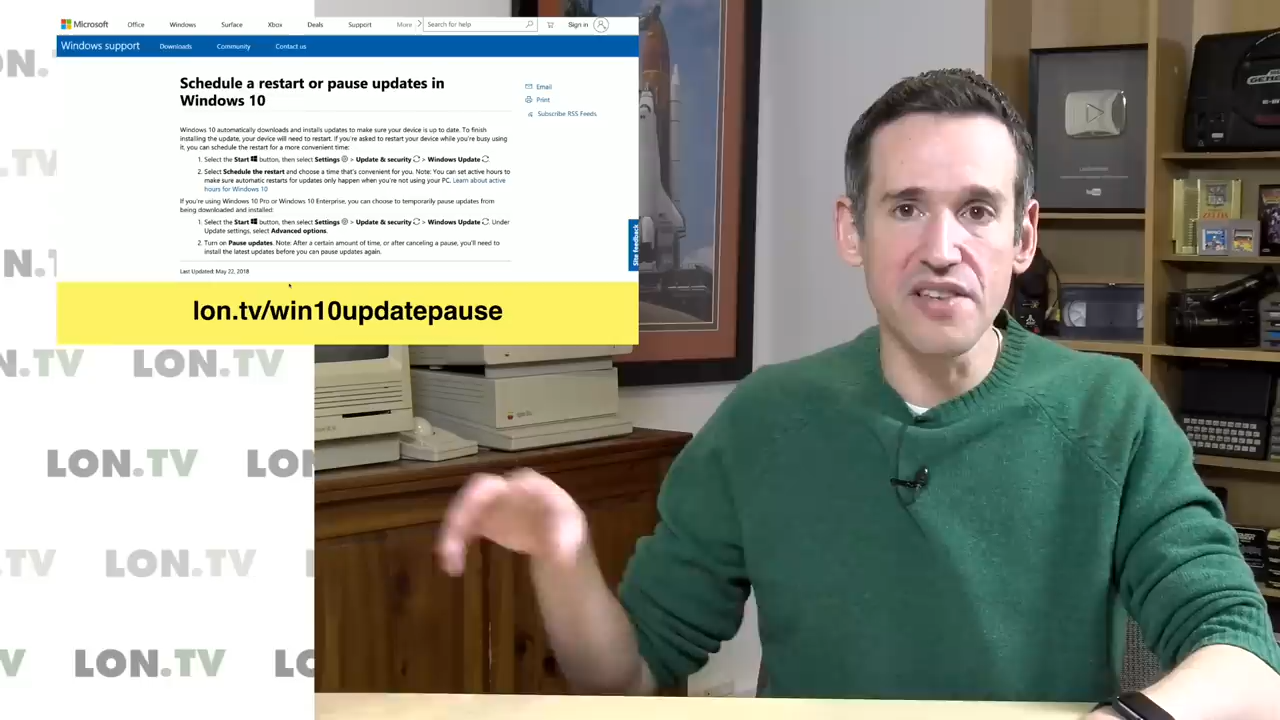 Microsoft Office Windows Surface Xbox Deals Support More Search for help Sign in
Windows support Downloads Community Contact us
Schedule a restart or pause updates in
Windows 10
Email
Print
Subscribe RSS Feeds
Windows 10 automatically downloads and installs updates to make sure your device is up to date. To finish
installing the update, your device will need to restart. If you're asked to restart your device while you're busy using
it, you can schedule the restart for a more convenient time:
1. Select the Start button, then select Settings > Update & security > Windows Update
2. Select Schedule the restart and choose a time that's convenient for you. Note: You can set active hours to
make sure automatic restarts for updates only happen when you're not using your PC. Learn about active
hours for Windows 10
If you're using Windows 10 Pro or Windows 10 Enterprise, you can choose to temporarily pause updates from
being downloaded and installed:
1. Select the Start button, then select Settings > Update & security > Windows Update Under
Update settings, select Advanced options.
2. Turn on Pause updates. Note: After a certain amount of time, or after canceling a pause, you'll need to
install the latest updates before you can pause updates again.
Last Updated: May 22, 2018
Site feedback
lon.tv/win10updatepause
ON.
ON.TV
N.TV
N.TV LON.TV
LON.TV LON
N.TV LON.TV
V LON.TV LON
YouTube
ZELDA